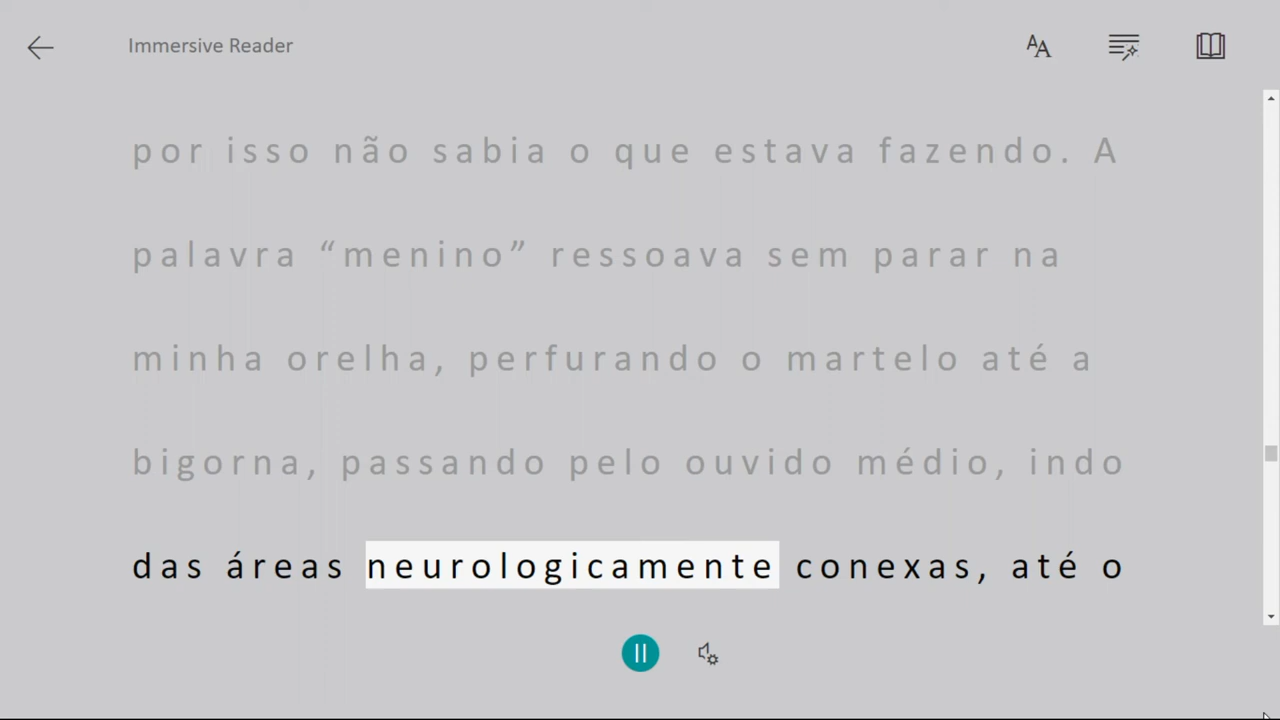 Immersive Reader
por isso não sabia o que estava fazendo. A
palavra “menino” ressoava sem parar na
minha orelha, perfurando o martelo até a
bigorna, passando pelo ouvido médio, indo
das áreas neurologicamente conexas, até o